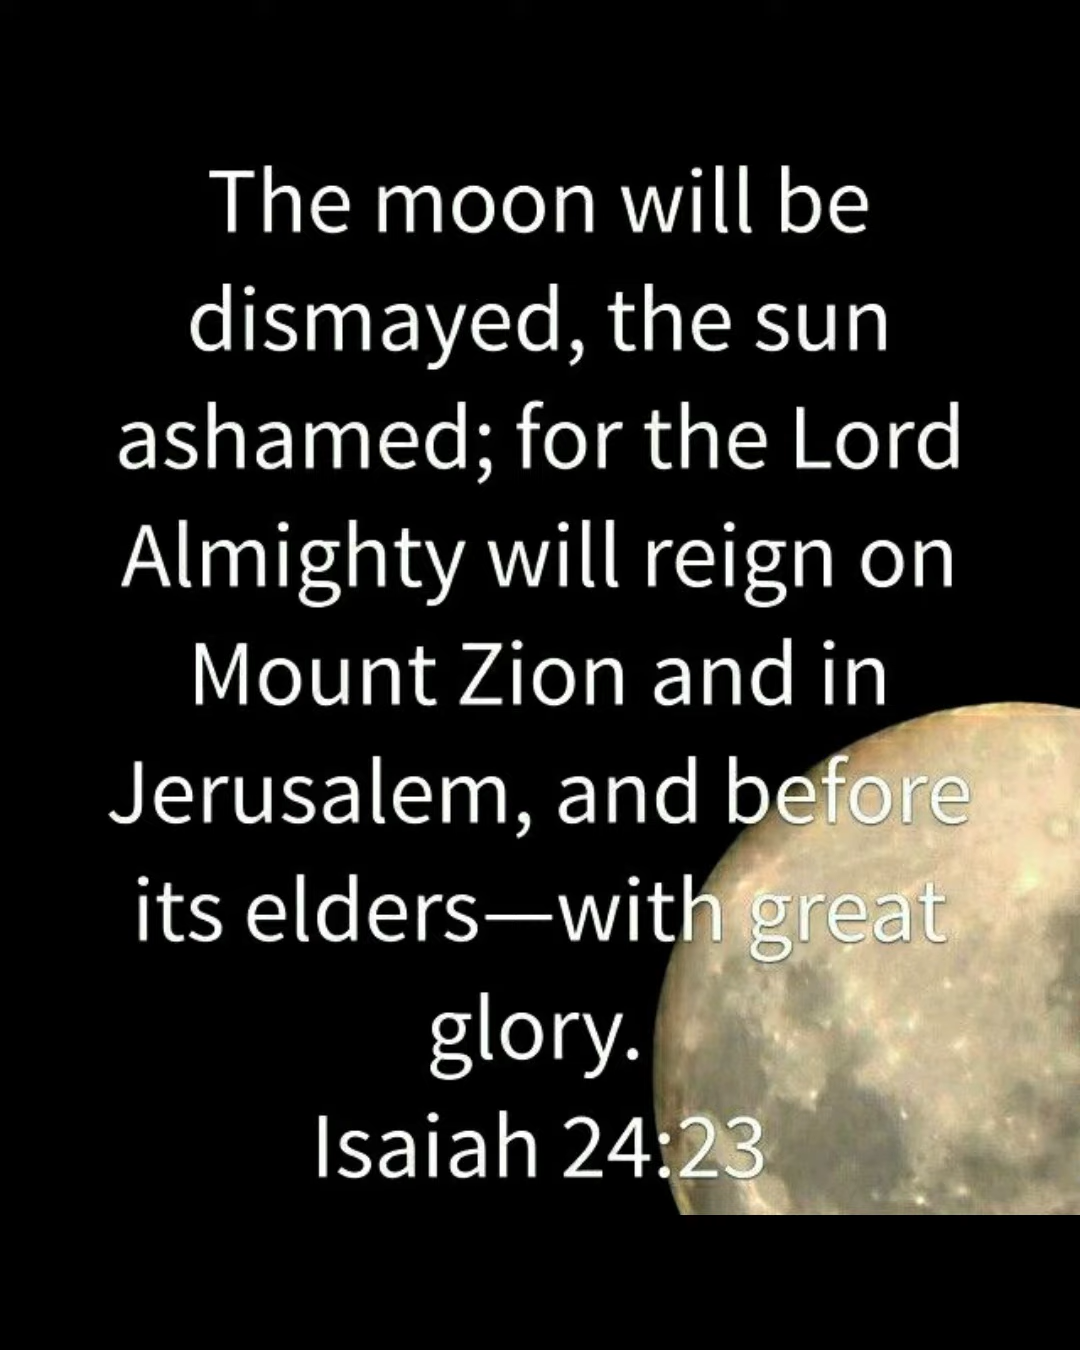 The moon will be
dismayed, the sun
ashamed; for the Lord
Almighty will reign on
Mount Zion and in
Jerusalem, and before
its elders—with great
glory.
Isaiah 24:23